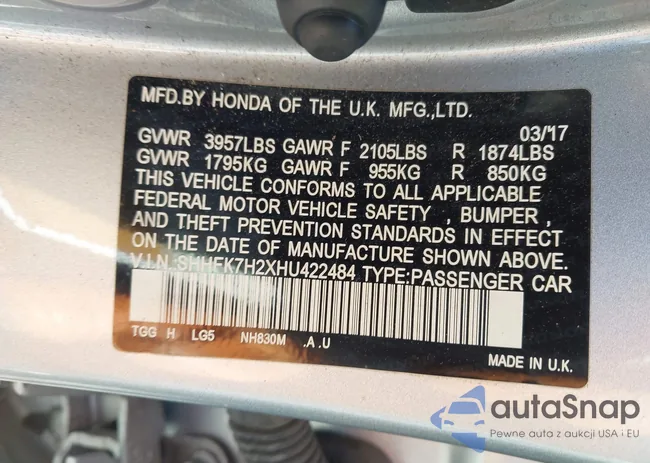 MFD.BY HONDA OF THE U.K. MFG.,LTD.
03/17
GVWR 3957LBS GAWR F 2105LBS R 1874LBS
GVWR 1795KG GAWR F 955KG R 850KG
THIS VEHICLE CONFORMS TO ALL APPLICABLE
FEDERAL MOTOR VEHICLE SAFETY , BUMPER ,
AND THEFT PREVENTION STANDARDS IN EFFECT
ON THE DATE OF MANUFACTURE SHOWN ABOVE.
V.I.N.:SHHFK7H2XHU422484 TYPE:PASSENGER CAR
TGG H LG5 NH830M .A.U
MADE IN U.K.
autaSnap
Pewne auta z aukcji USA i EU